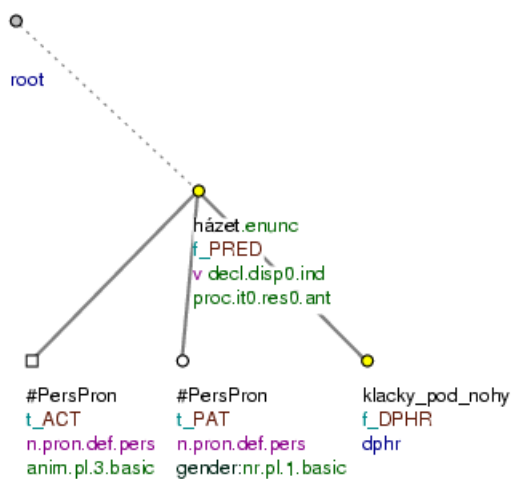 root
házet.enunc
f_PRED
v decl.disp0.ind
proc.it0.res0.ant
#PersPron
t_ACT
n.pron.def.pers
anim.pl.3.basic
#PersPron
t_PAT
n.pron.def.pers
gender:nr.pl.1.basic
klacky_pod_nohy
f_DPHR
dphr